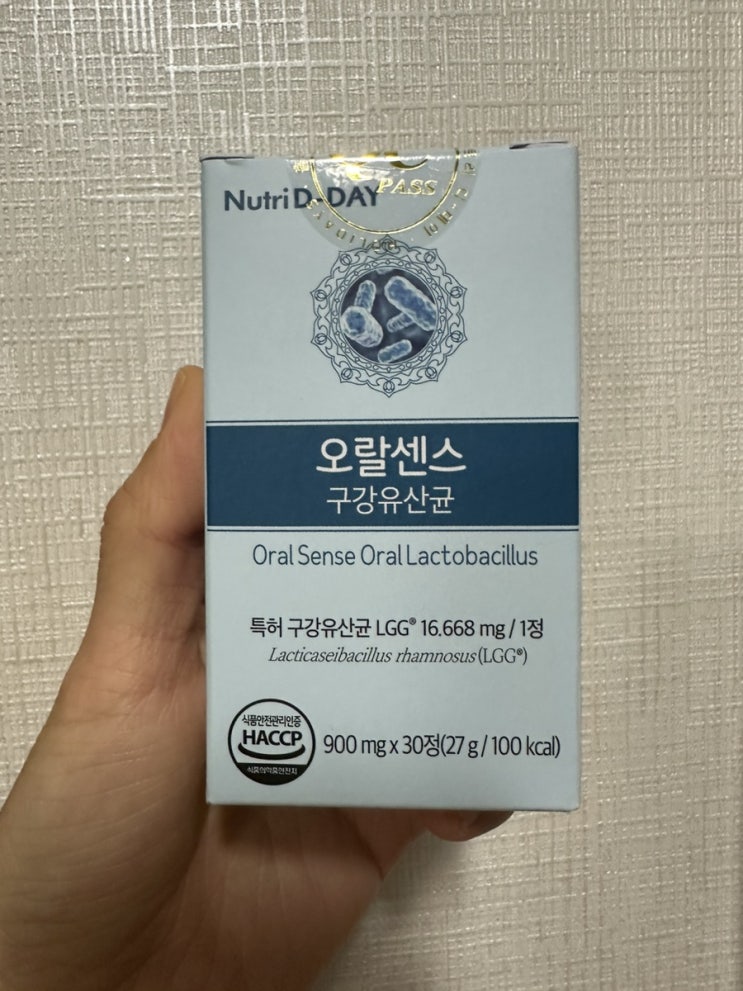 PASS
Nutri D-DAY
오랄센스
구강유산균
Oral Sense Oral Lactobacillus
특허 구강유산균 LGG® 16.668 mg / 1정
Lacticaseibacillus rhamnosus (LGG®)
식품안전관리인증
HACCP
식품의약품안전처
900 mg x 30정(27 g / 100 kcal)